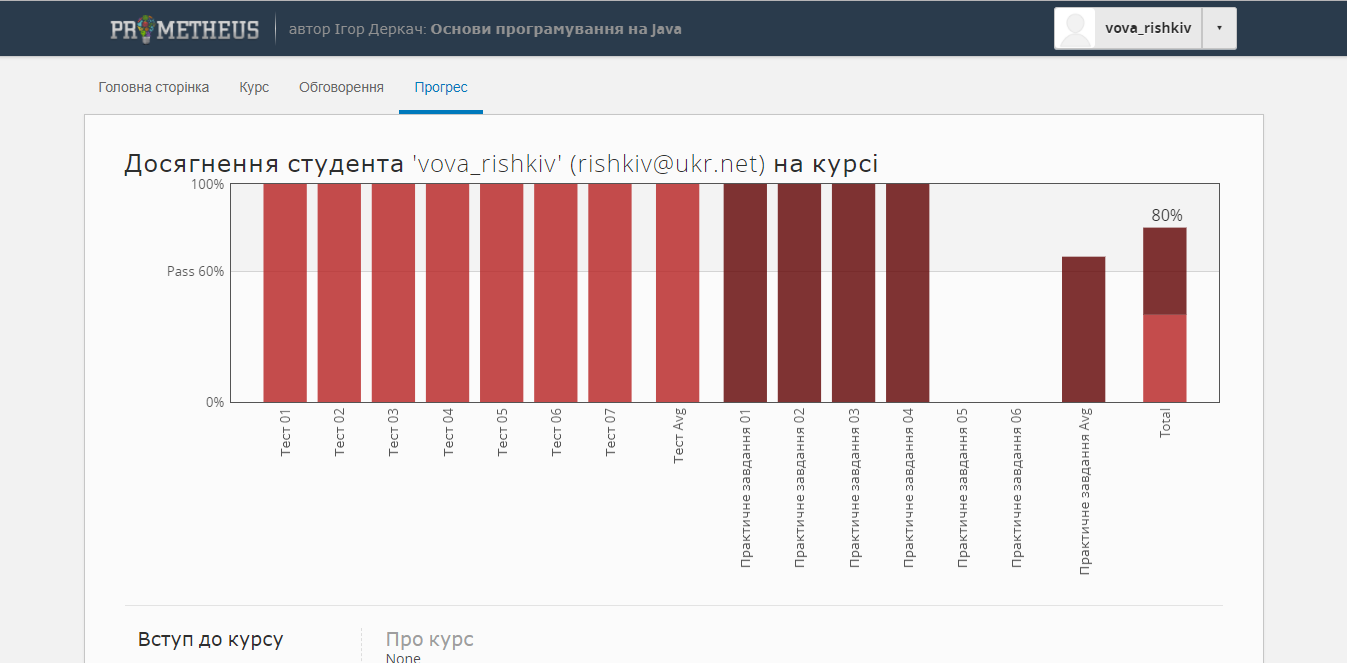 PROMETHEUS
автор Ігор Деркач: Основи програмування на Java
vova_rishkiv
Головна сторінка Курс Обговорення Прогрес
Досягнення студента 'vova_rishkiv' (rishkiv@ukr.net) на курсі
100%
Pass 60%
0%
80%
Тест 01
Тест 02
Тест 03
Тест 04
Тест 05
Тест 06
Тест 07
Тест Avg
Практичне завдання 01
Практичне завдання 02
Практичне завдання 03
Практичне завдання 04
Практичне завдання 05
Практичне завдання 06
Практичне завдання Avg
Total
Вступ до курсу
Про курс
None